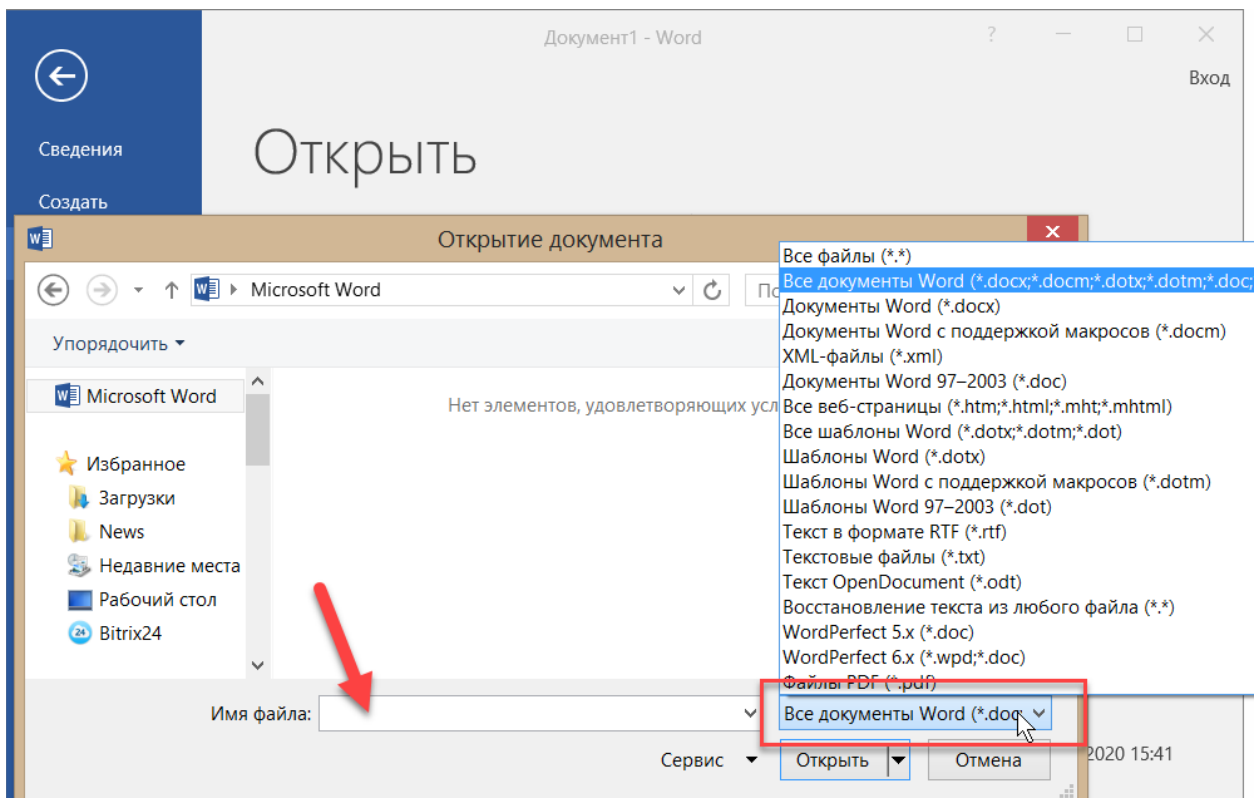 Документ1 - Word
?
Вход
Сведения
Открыть
Создать
Открытие документа
Microsoft Word
Упорядочить
Microsoft Word
Нет элементов, удовлетворяющих
Избранное
Загрузки
News
Недавние места
Рабочий стол
24 Bitrix24
Все файлы (*.*)
Все документы Word (*.docx;*.docm;*.dotx;*.dotm;*.doc;
Документы Word (*.docx)
Документы Word с поддержкой макросов (*.docm)
XML-файлы (*.xml)
Документы Word 97–2003 (*.doc)
Все веб-страницы (*.htm;*.html;*.mht;*.mhtml)
Все шаблоны Word (*.dotx;*.dotm;*.dot)
Шаблоны Word (*.dotx)
Шаблоны Word с поддержкой макросов (*.dotm)
Шаблоны Word 97–2003 (*.dot)
Текст в формате RTF (*.rtf)
Текстовые файлы (*.txt)
Текст OpenDocument (*.odt)
Восстановление текста из любого файла (*.*)
WordPerfect 5.x (*.doc)
WordPerfect 6.x (*.wpd;*.doc)
Файлы PDF (*.pdf)
Имя файла:
Все документы Word (*.doc
Сервис
Открыть
Отмена
2020 15:41